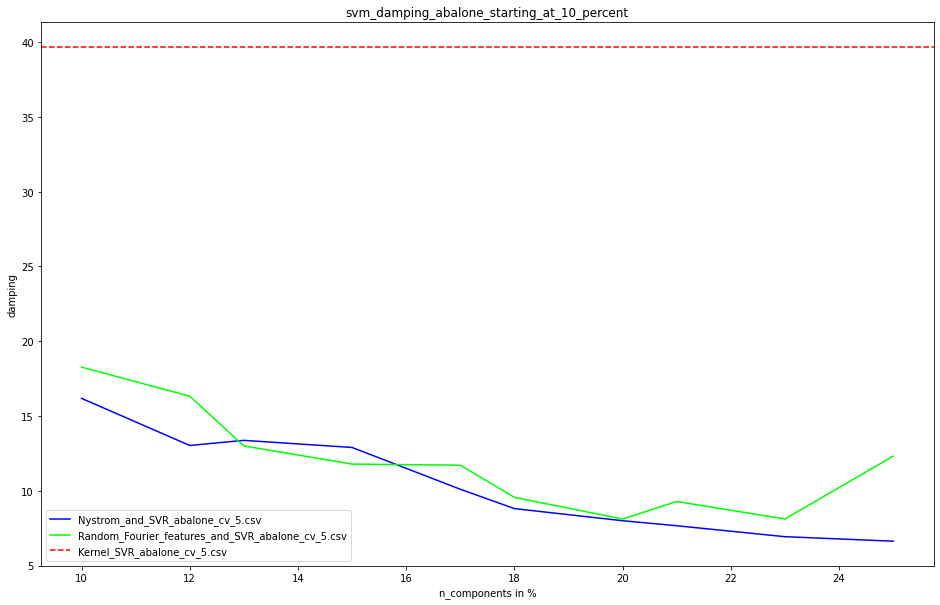 svm_damping_abalone_starting_at_10_percent
40
35
30
25
20
15
10
5
damping
Nystrom_and_SVR_abalone_cv_5.csv
Random_Fourier_features_and_SVR_abalone_cv_5.csv
Kernel_SVR_abalone_cv_5.csv
10 12 14 16 18 20 22 24
n_components in %